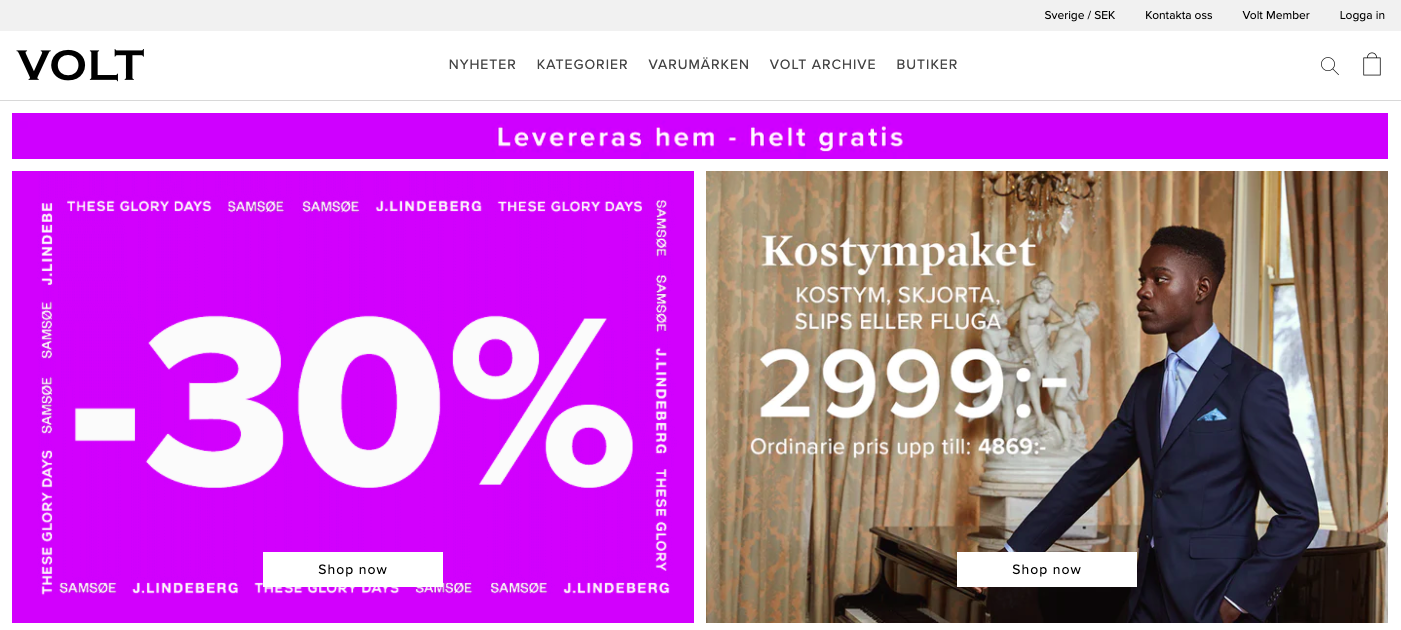 Sverige / SEK Kontakta oss Volt Member Logga in
VOLT
NYHETER KATEGORIER VARUMÄRKEN VOLT ARCHIVE BUTIKER
Levereras hem - helt gratis
THESE GLORY DAYS SAMSØE SAMSØE J.LINDEBERG THESE GLORY DAYS
SAMSØE SAMSØE J.LINDEBERG THESE GLORY
THESE GLORY DAYS SAMSØE SAMSØE J.LINDEBE
-30%
Shop now
SAMSØE J.LINDEBERG THESE GLORY DAYS SAMSØE SAMSØE J.LINDEBERG
Kostympaket
KOSTYM, SKJORTA,
SLIPS ELLER FLUGA
2999:-
Ordinarie pris upp till: 4869:-
Shop now